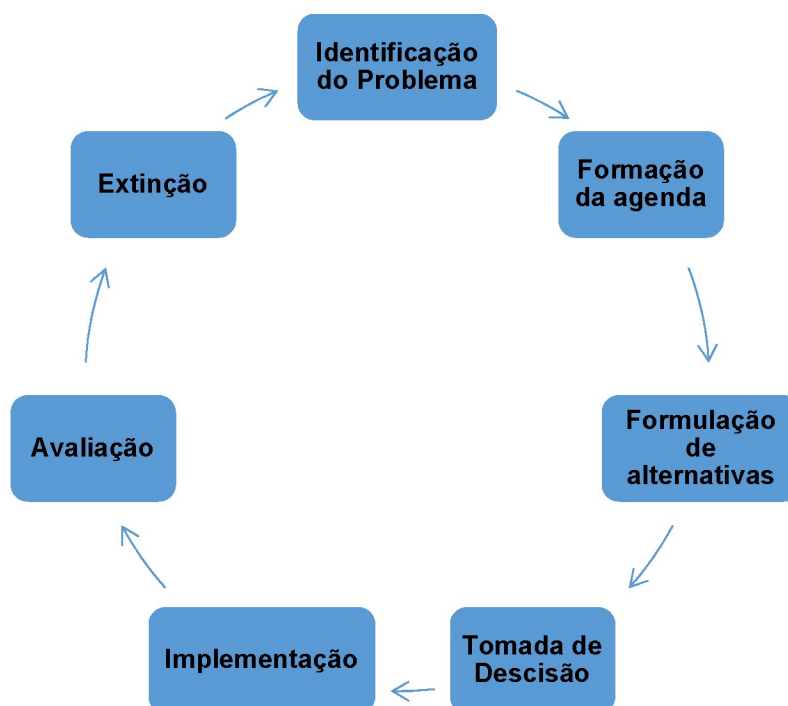 Identificação
do Problema
Formação
da agenda
Formulação
de
alternativas
Tomada de
Descisão
Implementação
Avaliação
Extinção